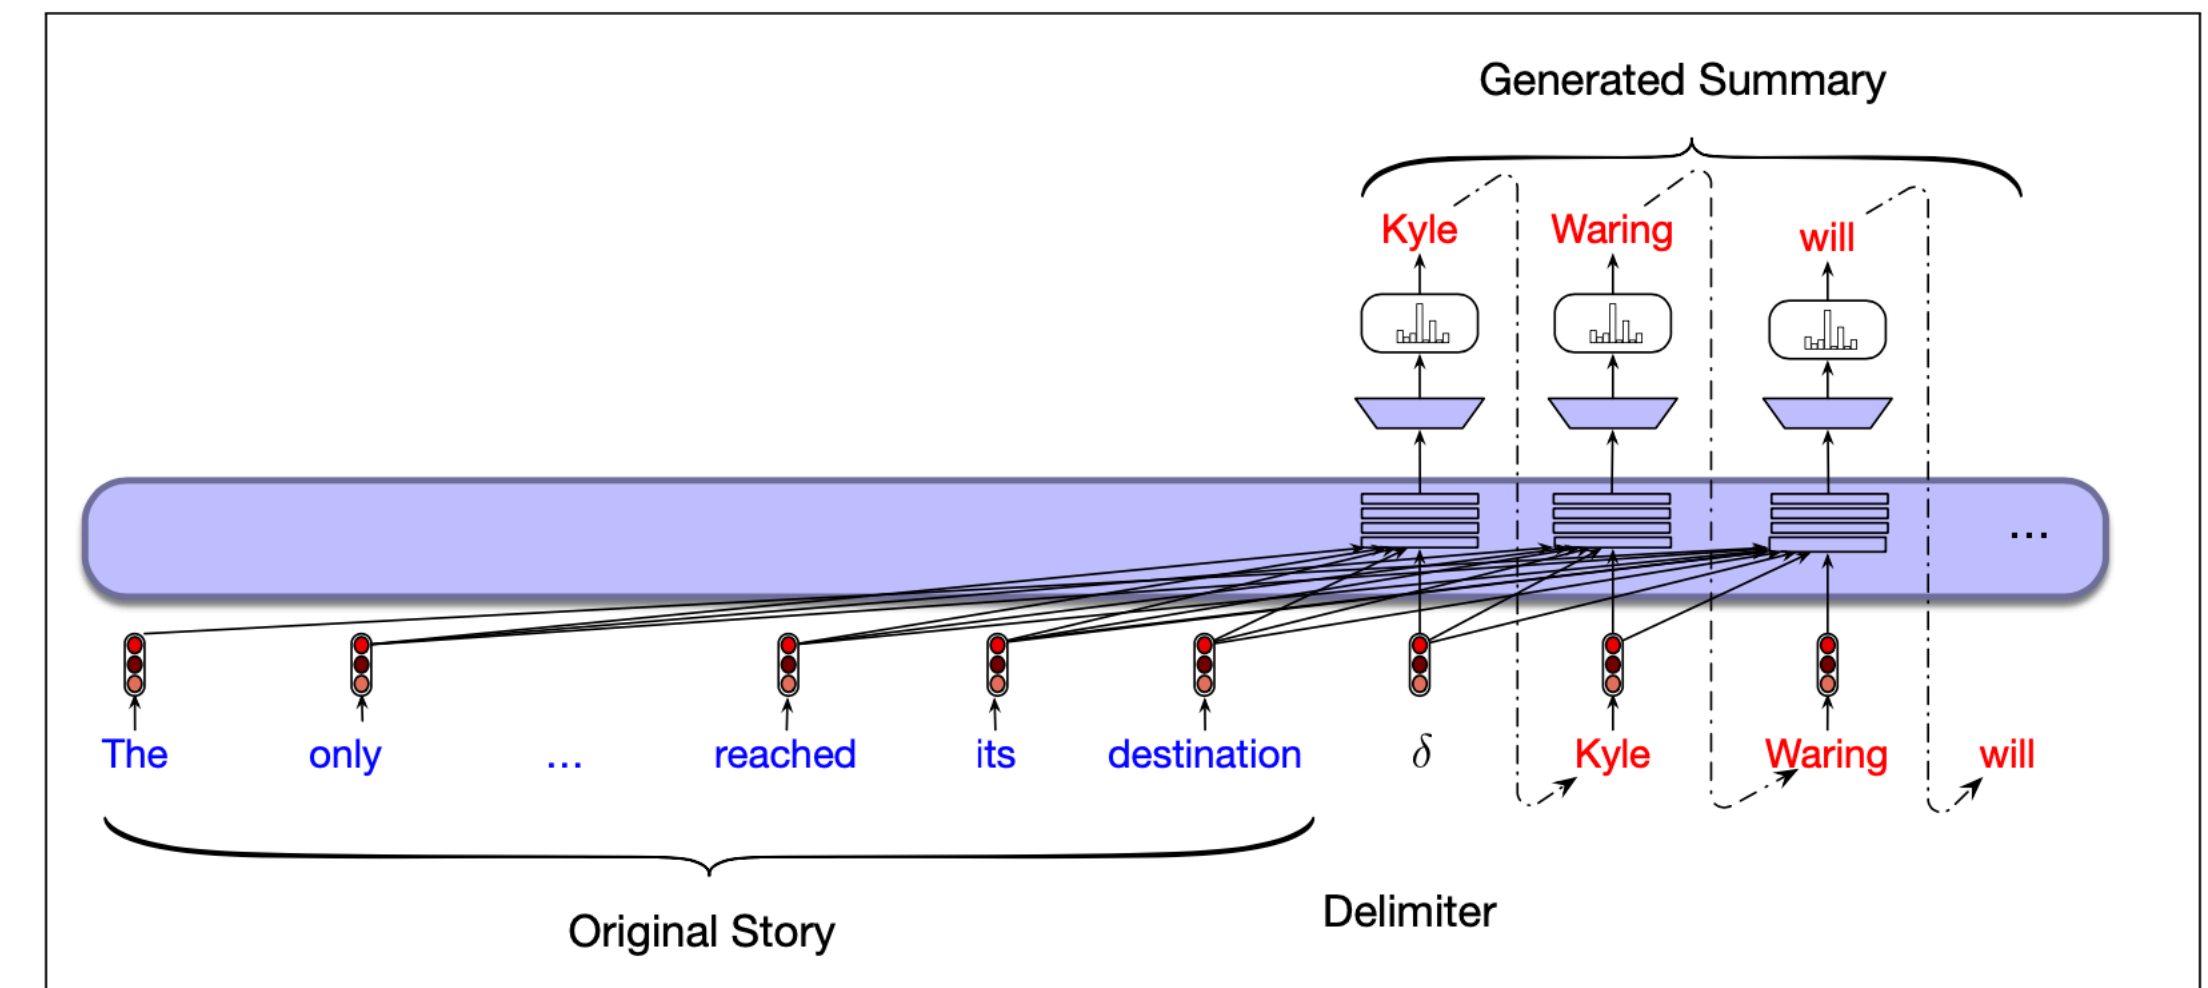 Generated Summary
Kyle Waring will
...
The only ... reached its destination δ Kyle Waring will
Original Story
Delimiter